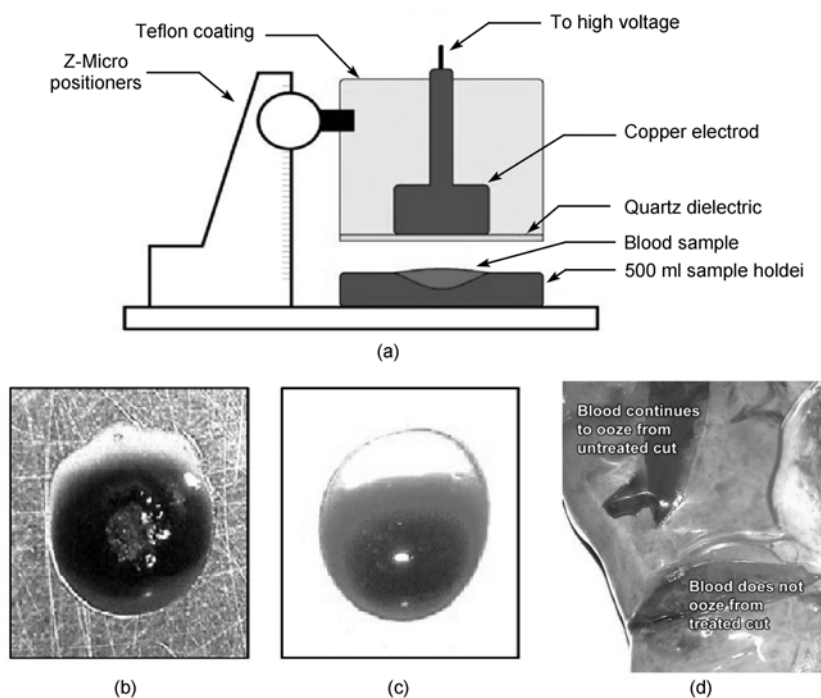 To high voltage
Teflon coating
Z-Micro
positioners
Copper electrod
Quartz dielectric
Blood sample
500 ml sample holdei
(a)
Blood continues
to ooze from
untreated cut
Blood does not
ooze from
treated cut
(b)
(c)
(d)